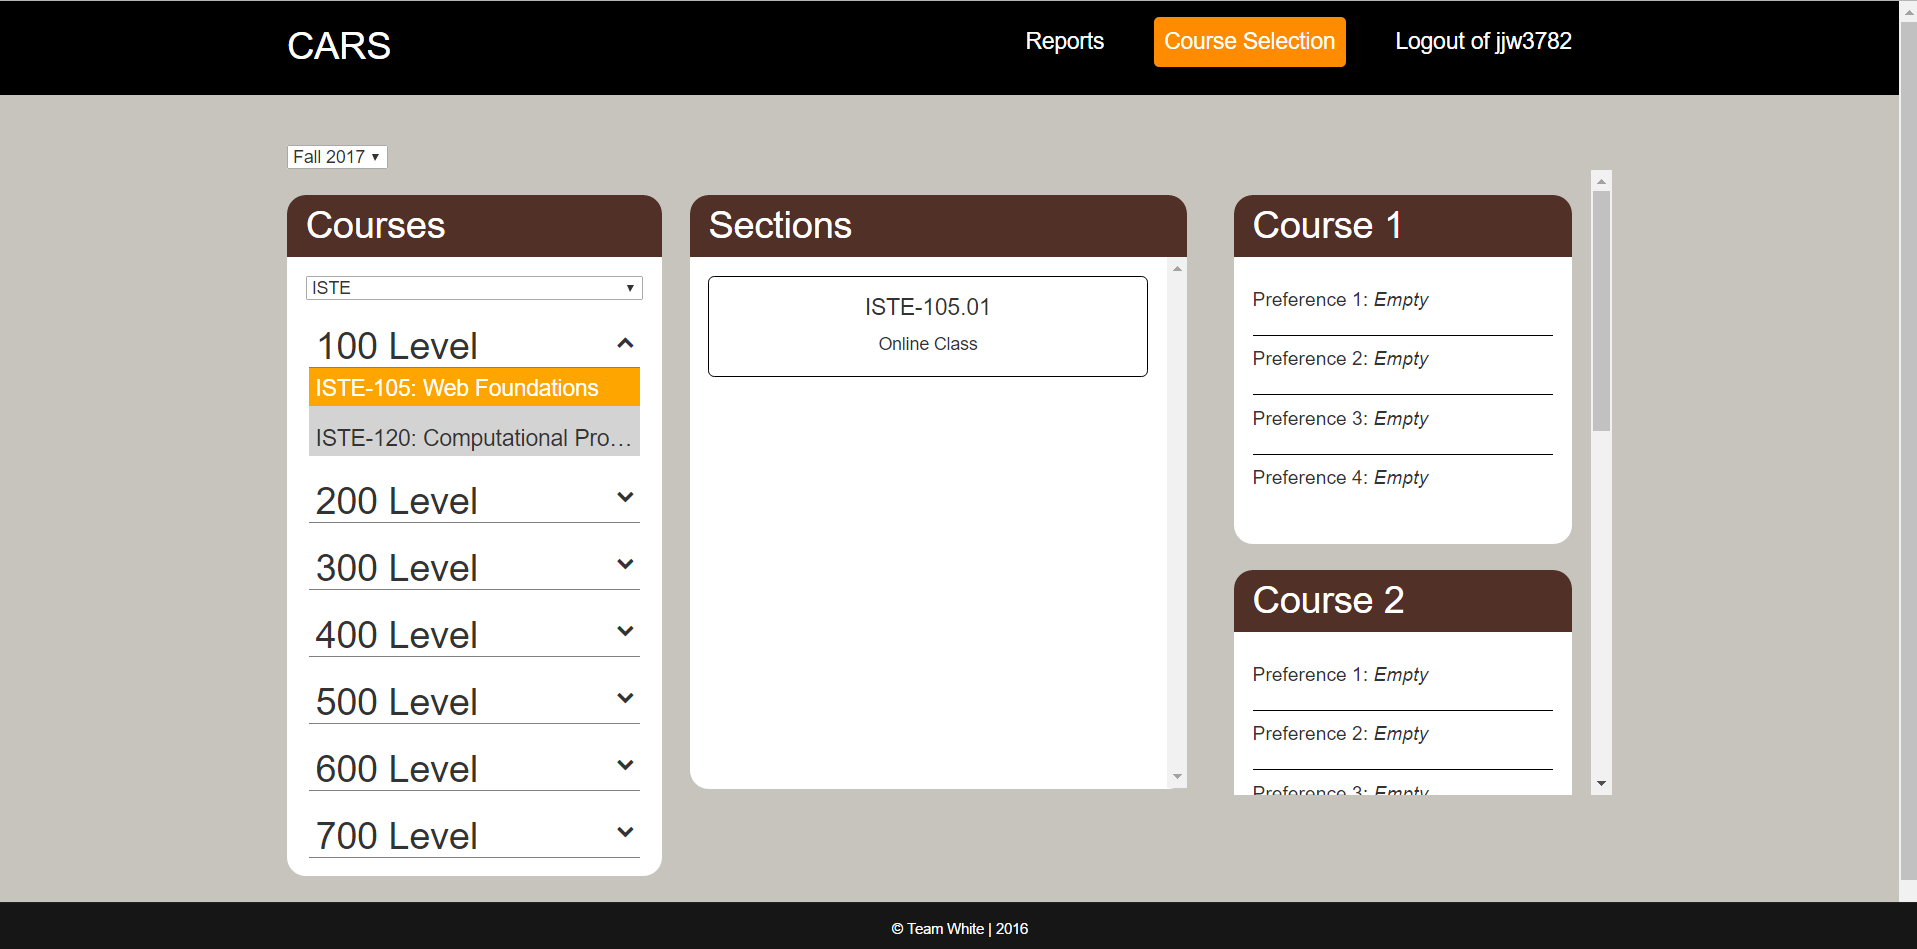 CARS
Reports
Course Selection
Logout of jjw3782
Fall 2017
Courses
ISTE
100 Level
ISTE-105: Web Foundations
ISTE-120: Computational Pro...
200 Level
300 Level
400 Level
500 Level
600 Level
700 Level
Sections
ISTE-105.01
Online Class
Course 1
Preference 1: Empty
Preference 2: Empty
Preference 3: Empty
Preference 4: Empty
Course 2
Preference 1: Empty
Preference 2: Empty
Preference 3: Empty
© Team White | 2016